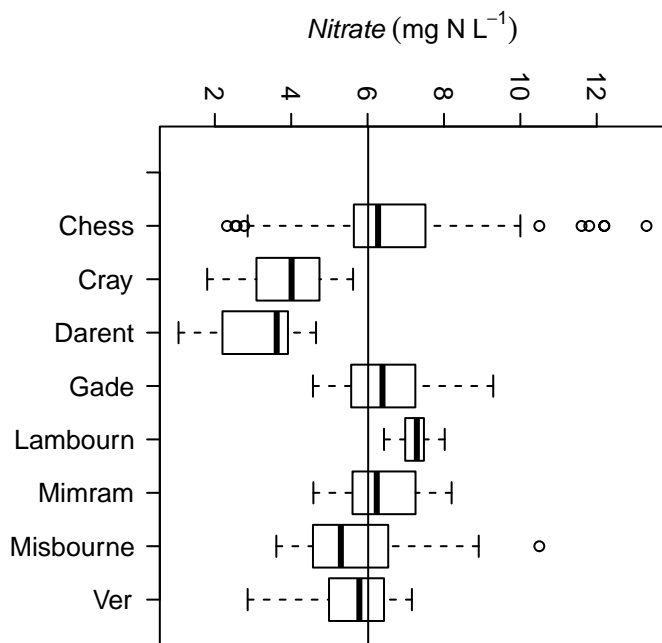 Nitrate (mg N L⁻¹)
2 4 6 8 10 12
Chess
Cray
Darent
Gade
Lambourn
Mimram
Misbourne
Ver